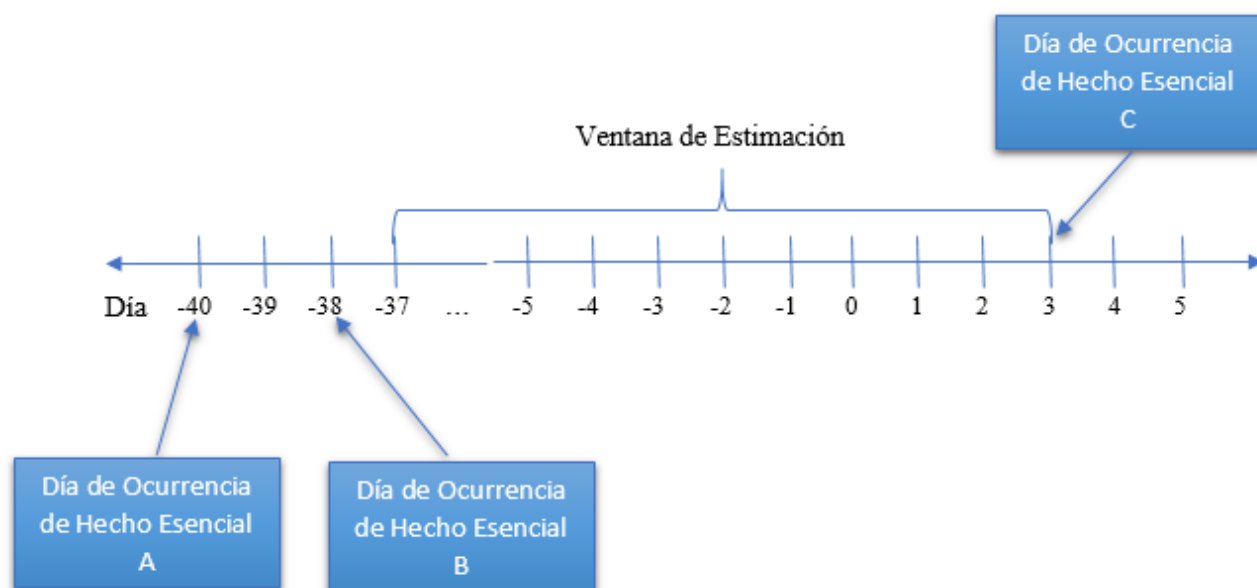 Día de Ocurrencia
de Hecho Esencial
C
Ventana de Estimación
Día -40 -39 -38 -37 ... -5 -4 -3 -2 -1 0 1 2 3 4 5
Día de Ocurrencia
de Hecho Esencial
A
Día de Ocurrencia
de Hecho Esencial
B